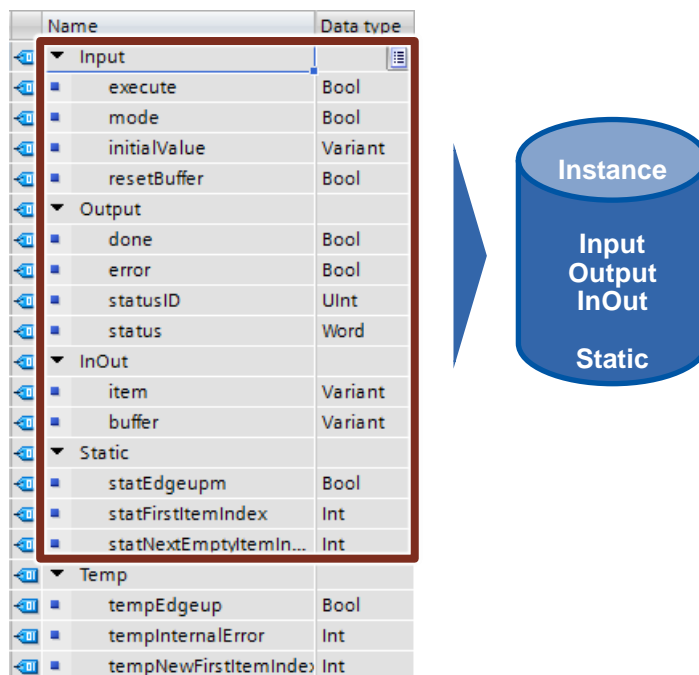 Name Data type
Input
execute Bool
mode Bool
initialValue Variant
resetBuffer Bool
Output
done Bool
error Bool
statusID UInt
status Word
InOut
item Variant
buffer Variant
Static
statEdgeupm Bool
statFirstItemIndex Int
statNextEmptyItemIn... Int
Temp
tempEdgeup Bool
tempInternalError Int
tempNewFirstItemIndex Int
Instance
Input
Output
InOut
Static